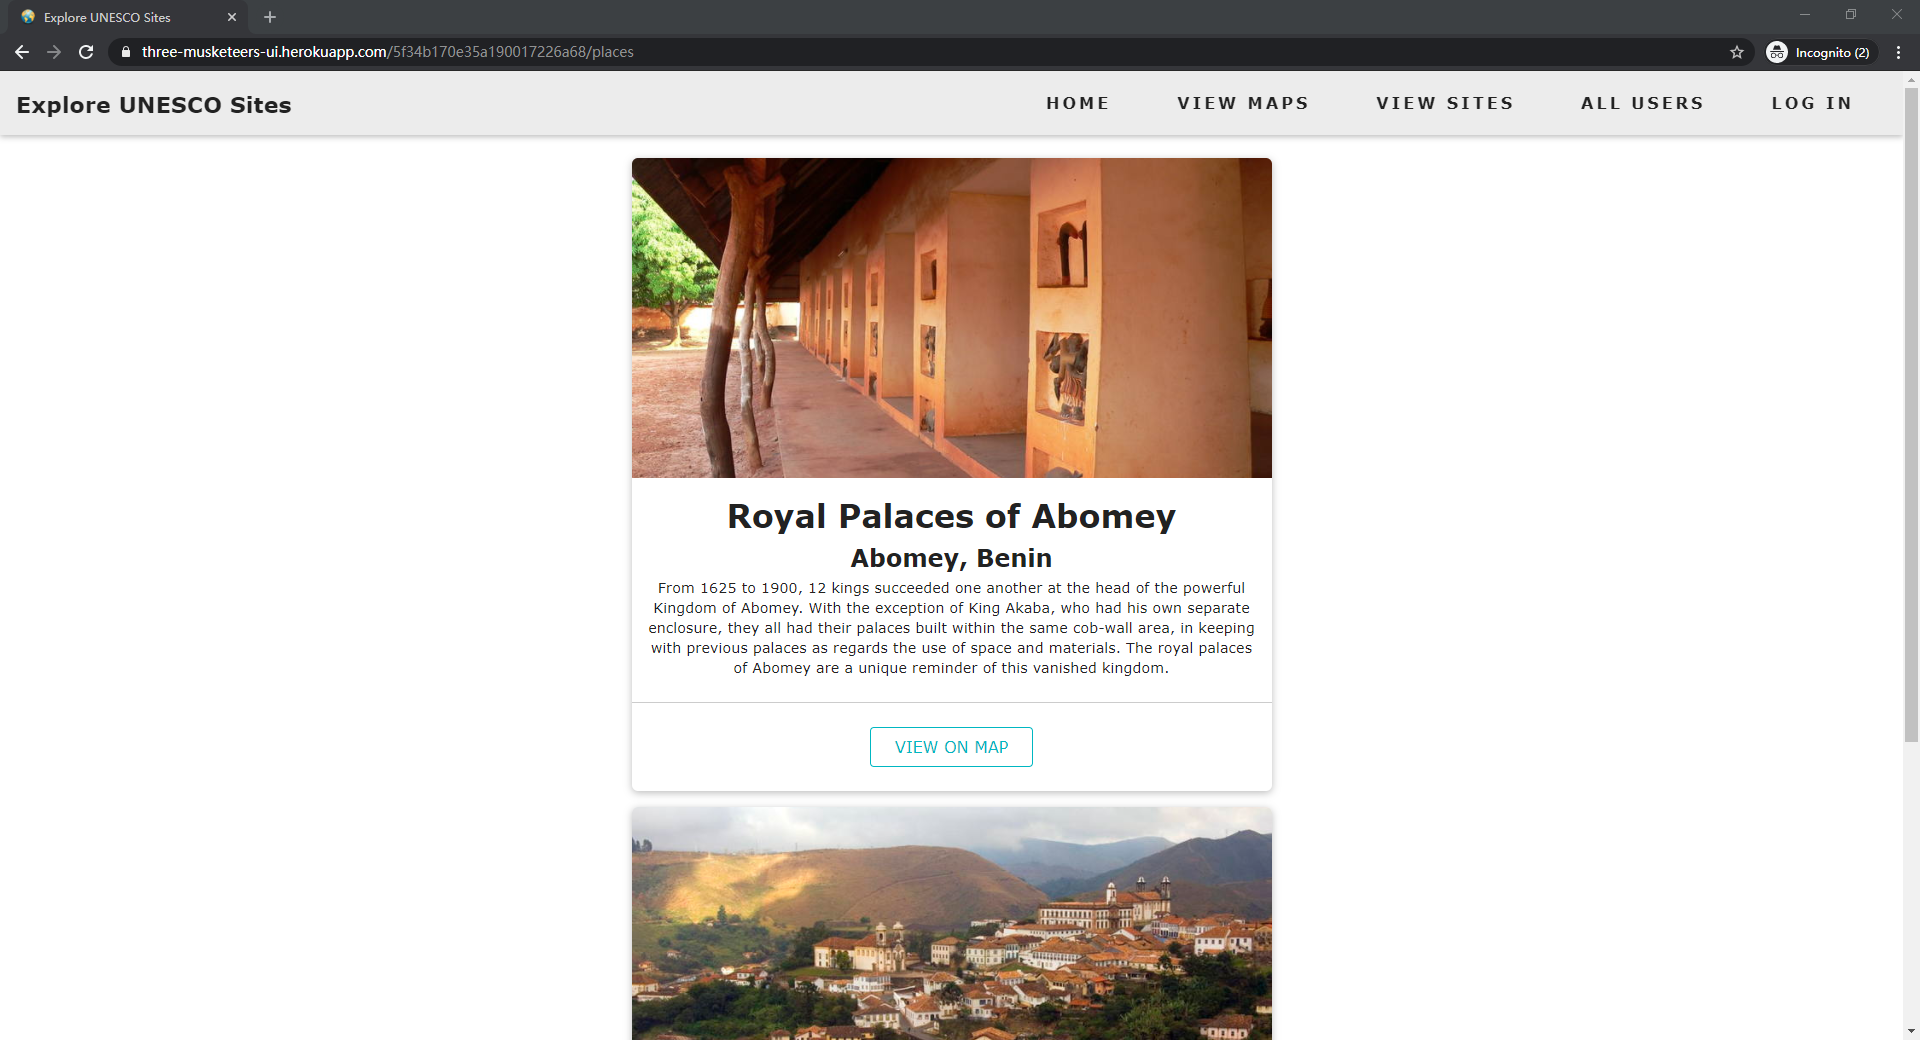 Explore UNESCO Sites
three-musketeers-ui.herokuapp.com/5f34b170e35a190017226a68/places
Incognito (2)
Explore UNESCO Sites
HOME
VIEW MAPS
VIEW SITES
ALL USERS
LOG IN
Royal Palaces of Abomey
Abomey, Benin
From 1625 to 1900, 12 kings succeeded one another at the head of the powerful
Kingdom of Abomey. With the exception of King Akaba, who had his own separate
enclosure, they all had their palaces built within the same cob-wall area, in keeping
with previous palaces as regards the use of space and materials. The royal palaces
of Abomey are a unique reminder of this vanished kingdom.
VIEW ON MAP